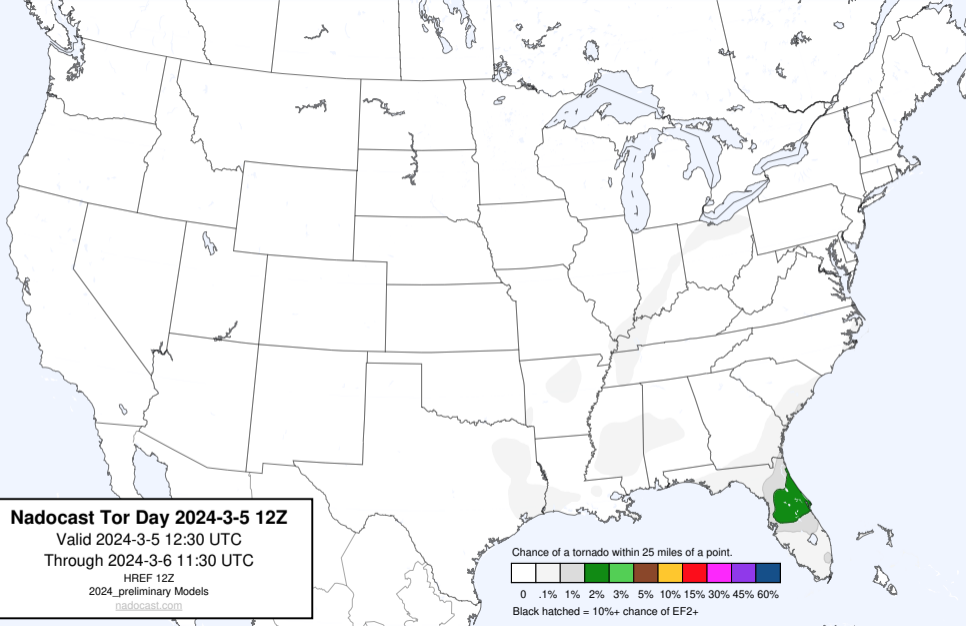 Nadocast Tor Day 2024-3-5 12Z
Valid 2024-3-5 12:30 UTC
Through 2024-3-6 11:30 UTC
HREF 12Z
2024_preliminary Models
nadocast.com
Chance of a tornado within 25 miles of a point.
0 .1% 1% 2% 3% 5% 10% 15% 30% 45% 60%
Black hatched = 10%+ chance of EF2+